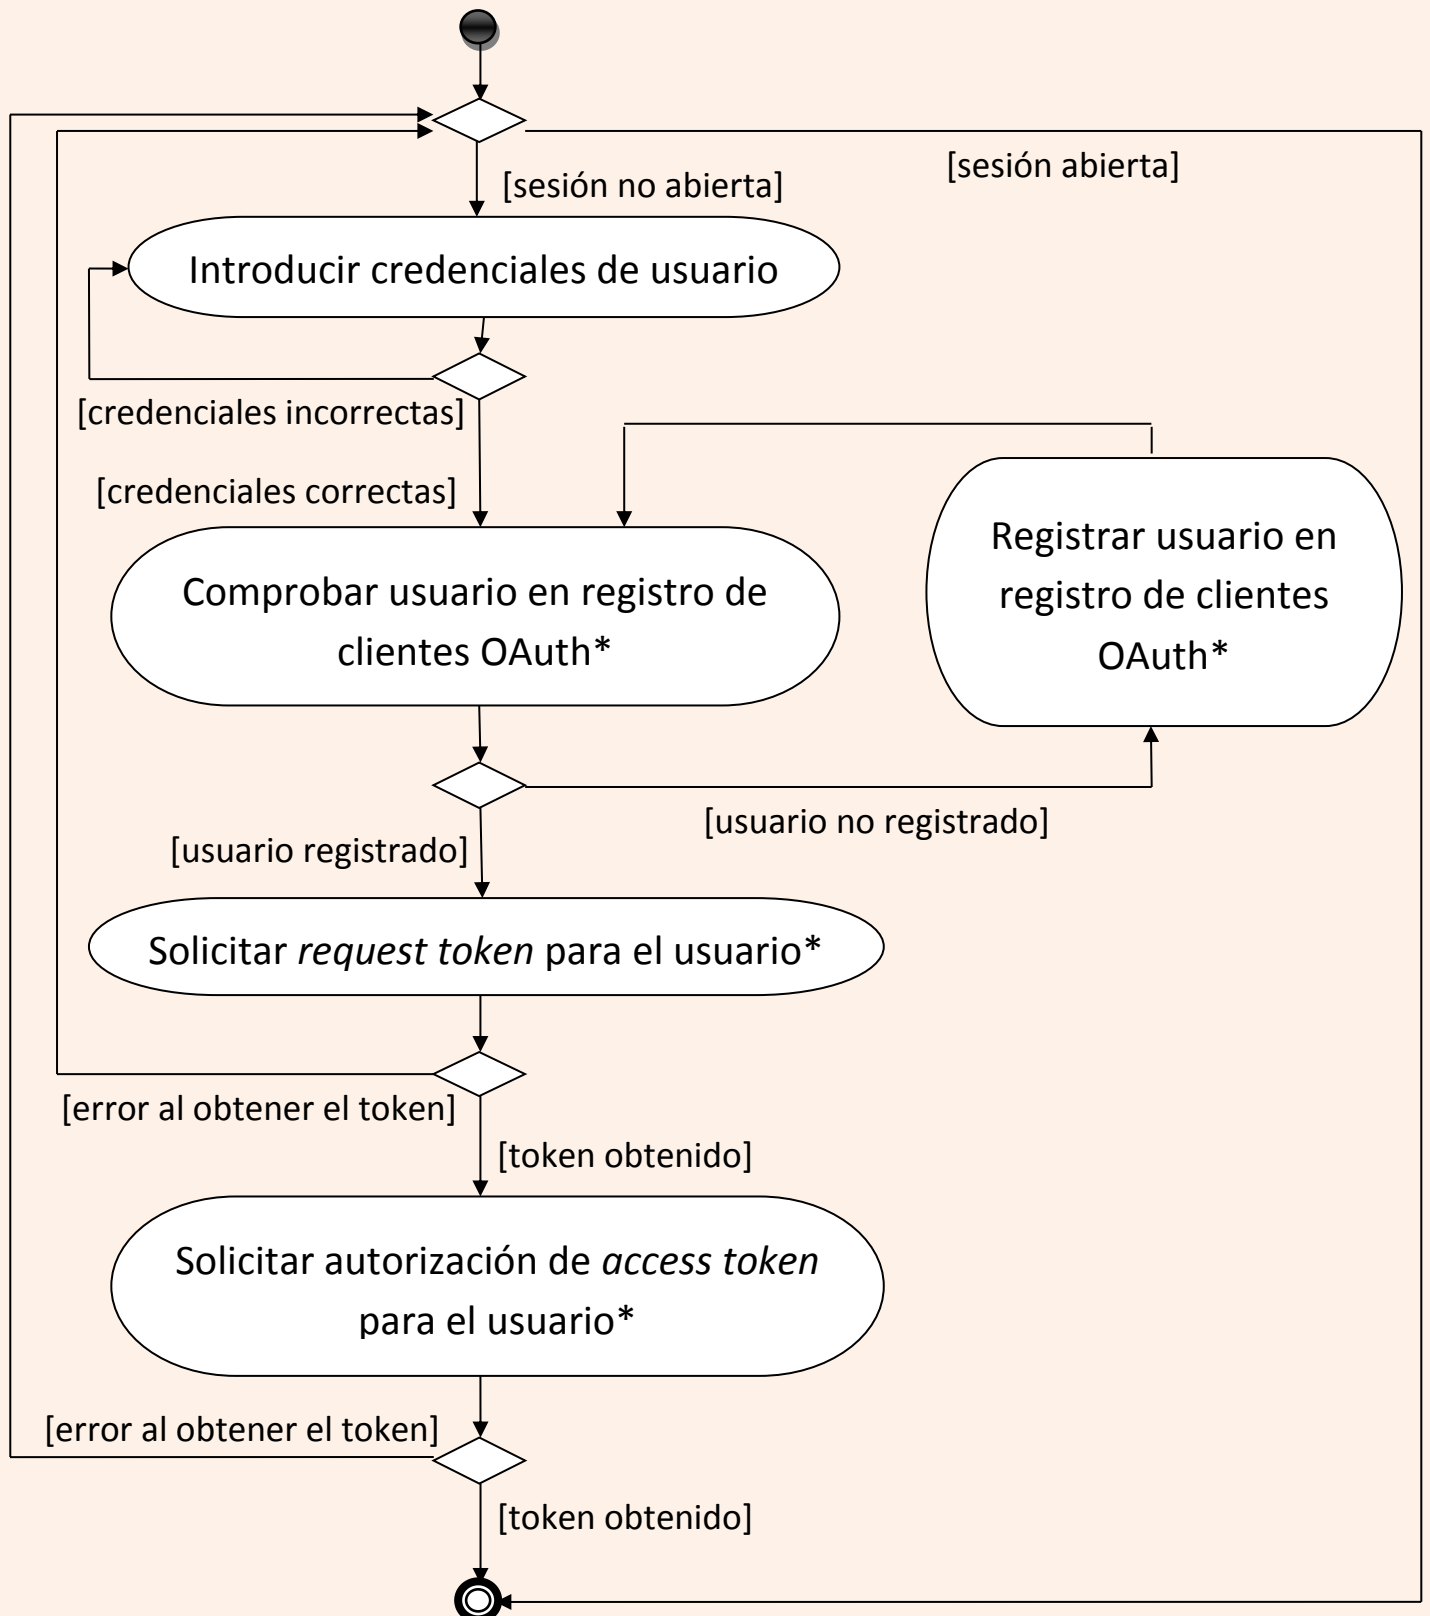 [sesión abierta]
[sesión no abierta]
Introducir credenciales de usuario
[credenciales incorrectas]
[credenciales correctas]
Registrar usuario en
registro de clientes
OAuth*
Comprobar usuario en registro de
clientes OAuth*
[usuario no registrado]
[usuario registrado]
Solicitar request token para el usuario*
[error al obtener el token]
[token obtenido]
Solicitar autorización de access token
para el usuario*
[error al obtener el token]
[token obtenido]